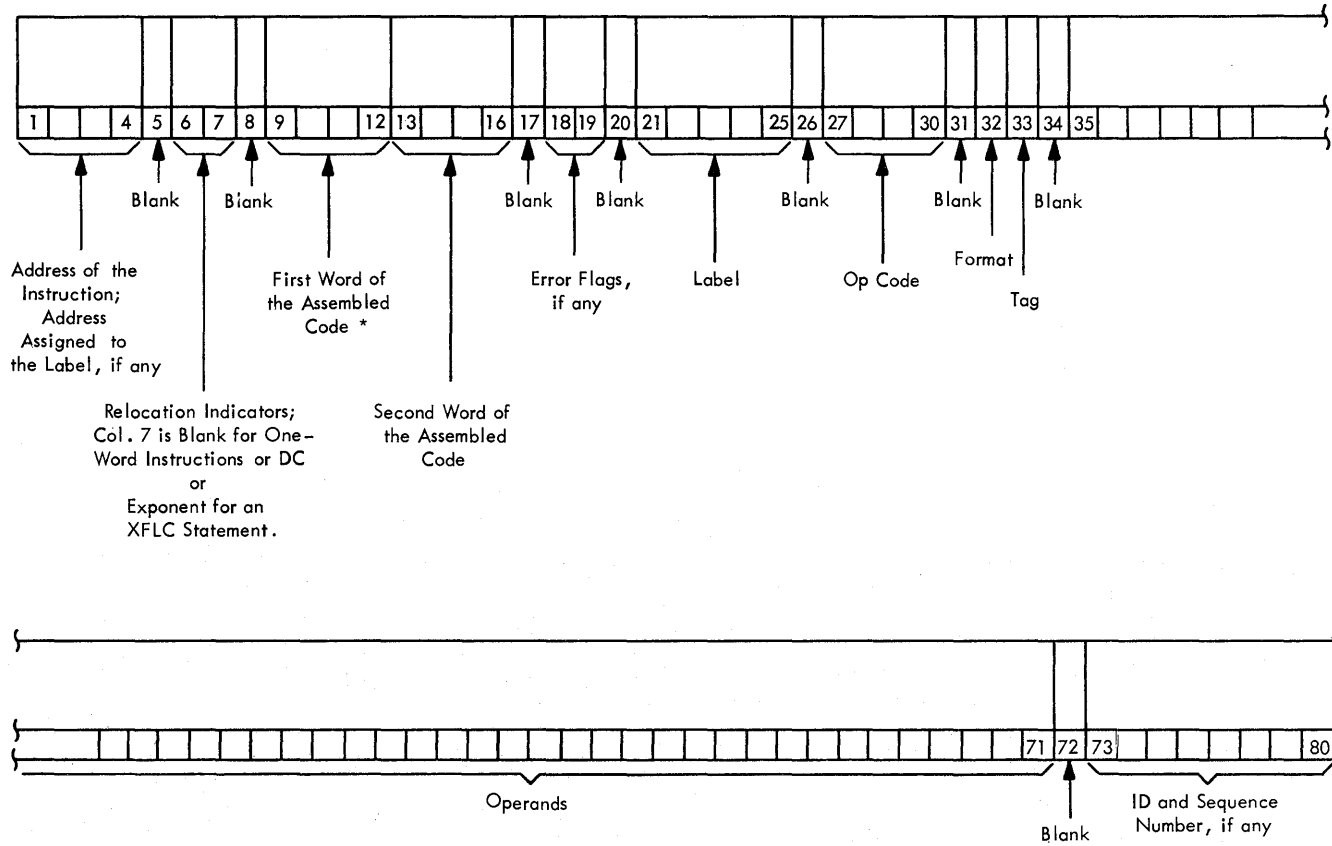 1 4 5 6 7 8 9 12 13 16 17 18 19 20 21 25 26 27 30 31 32 33 34 35
Blank Blank Blank Blank Blank Blank Blank
Address of the
Instruction;
Address
Assigned to
the Label, if any
First Word of
the Assembled
Code *
Error Flags,
if any
Label
Op Code
Format
Tag
Relocation Indicators;
Col. 7 is Blank for One-
Word Instructions or DC
or
Exponent for an
XFLC Statement.
Second Word of
the Assembled
Code
71 72 73 80
Operands
Blank
ID and Sequence
Number, if any